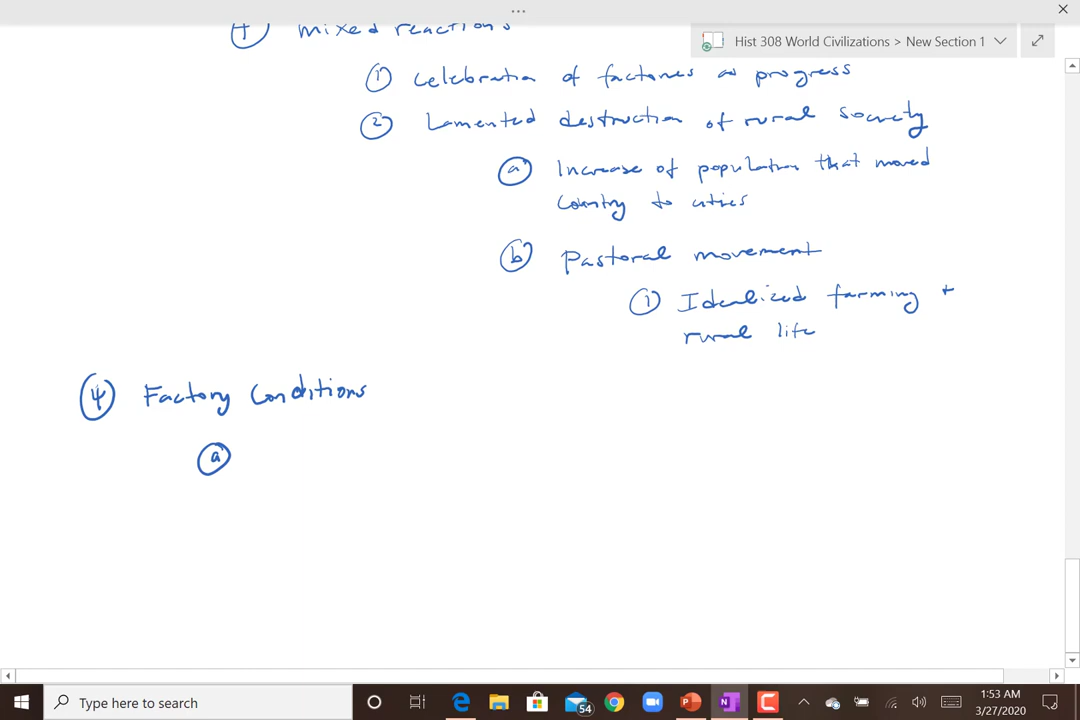 ④ mixed reactions
Hist 308 World Civilizations > New Section 1
① Celebration of factories as progress
② Lamented destruction of rural society
ⓐ Increase of population that moved
Country to cities
ⓑ Pastoral movement
① Idealized farming +
rural life
④ Factory Conditions
ⓐ
Type here to search
54
1:53 AM
3/27/2020